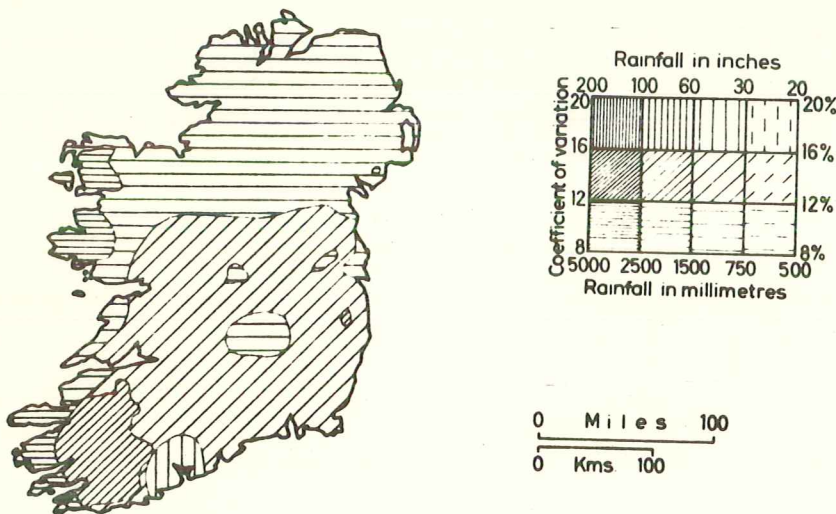 Rainfall in inches
200 100 60 30 20
20 20%
16 16%
12 12%
8 8%
Coefficient of variation
5000 2500 1500 750 500
Rainfall in millimetres
0 Miles 100
0 Kms 100